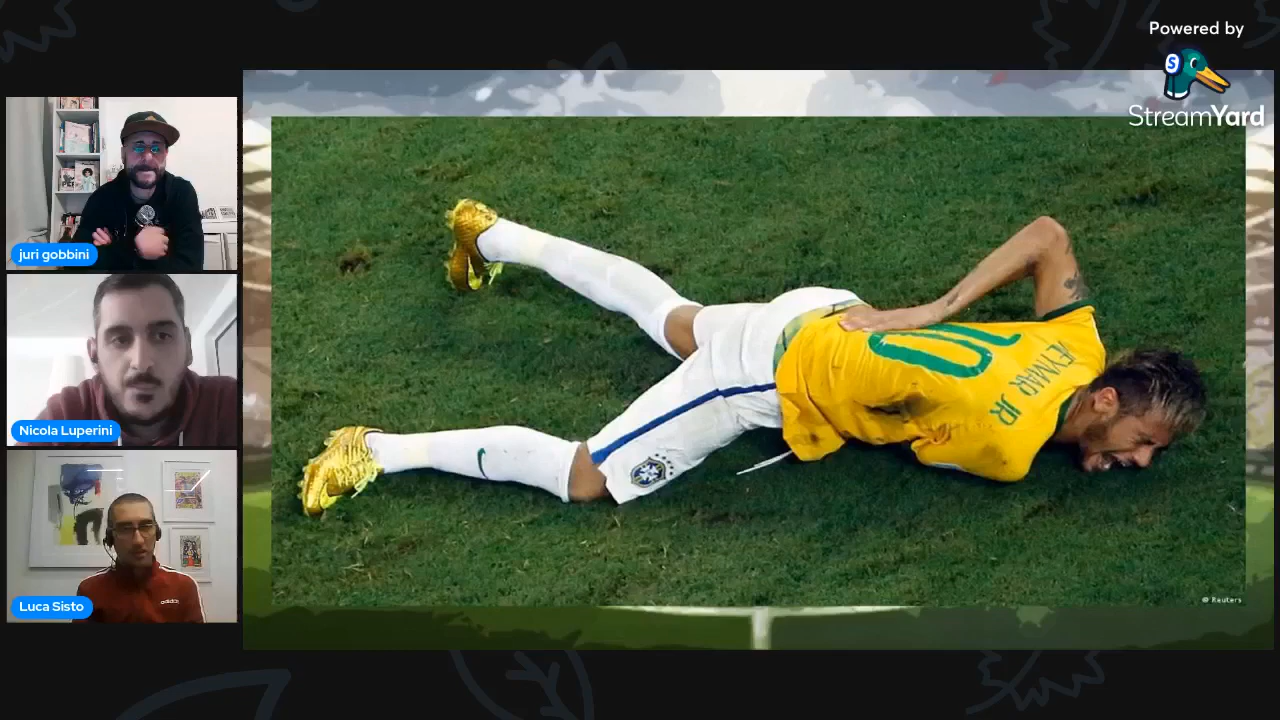 Powered by
S
StreamYard
juri gobbini
Nicola Luperini
Luca Sisto
10
NEYMAR JR
© Reuters